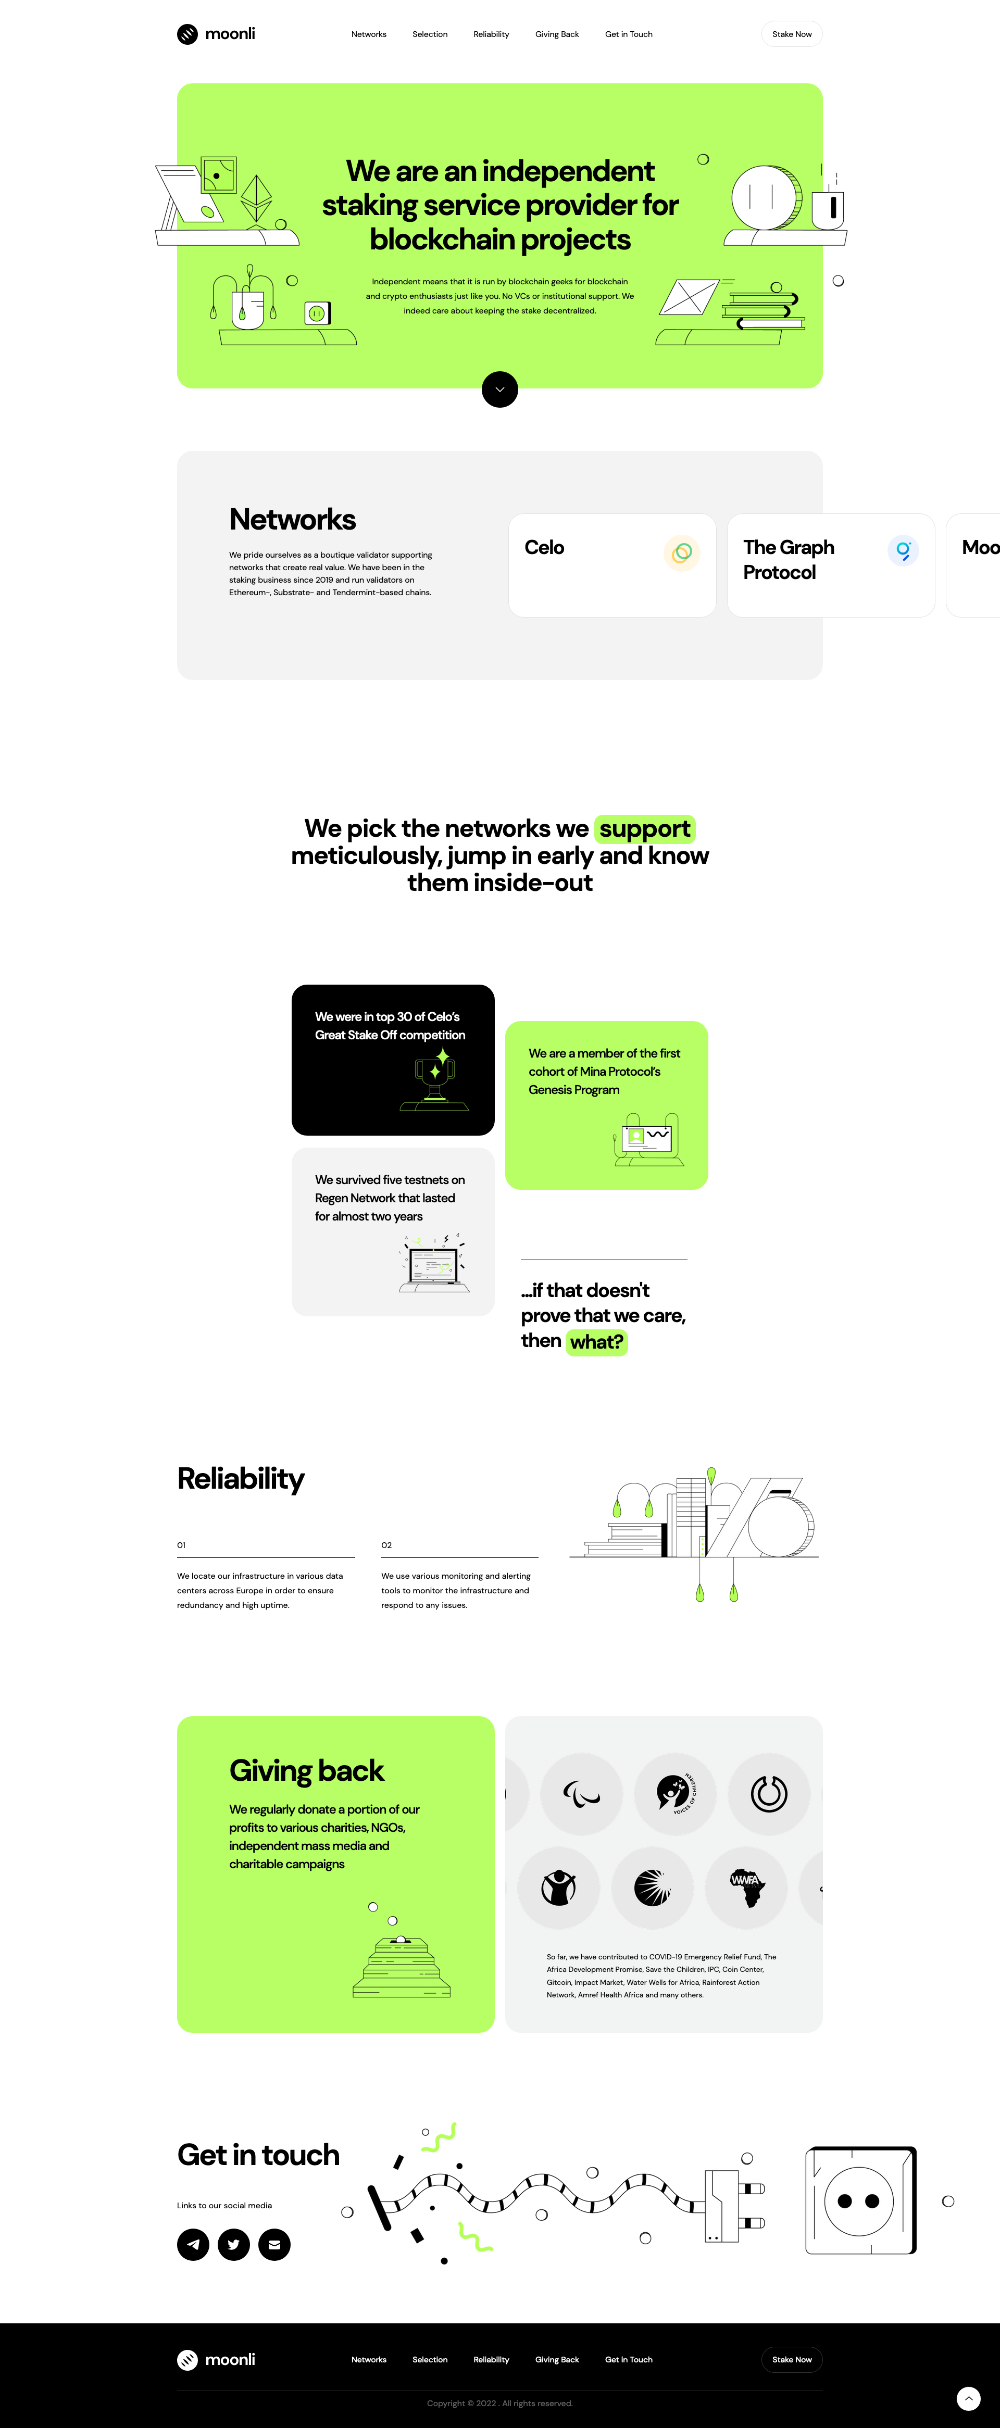 moonli
Networks
Selection
Reliability
Giving Back
Get in Touch
Stake Now
We are an independent
staking service provider for
blockchain projects
Independent means that it is run by blockchain geeks for blockchain
and crypto enthusiasts just like you. No VCs or institutional support. We
indeed care about keeping the stake decentralized.
Networks
We pride ourselves as a boutique validator supporting
networks that create real value. We have been in the
staking business since 2019 and run validators on
Ethereum-, Substrate- and Tendermint-based chains.
Celo
The Graph
Protocol
Moo
We pick the networks we support
meticulously, jump in early and know
them inside-out
We were in top 30 of Celo's
Great Stake Off competition
We are a member of the first
cohort of Mina Protocol's
Genesis Program
We survived five testnets on
Regen Network that lasted
for almost two years
...if that doesn't
prove that we care,
then what?
Reliability
01
We locate our infrastructure in various data
centers across Europe in order to ensure
redundancy and high uptime.
02
We use various monitoring and alerting
tools to monitor the infrastructure and
respond to any issues.
Giving back
We regularly donate a portion of our
profits to various charities, NGOs,
independent mass media and
charitable campaigns
VOICES OF CHILDREN
WWFA
So far, we have contributed to COVID-19 Emergency Relief Fund, The
Africa Development Promise, Save the Children, IPC, Coin Center,
Gitcoin, Impact Market, Water Wells for Africa, Rainforest Action
Network, Amref Health Africa and many others.
Get in touch
Links to our social media
moonli
Networks
Selection
Reliability
Giving Back
Get in Touch
Stake Now
Copyright © 2022 . All rights reserved.